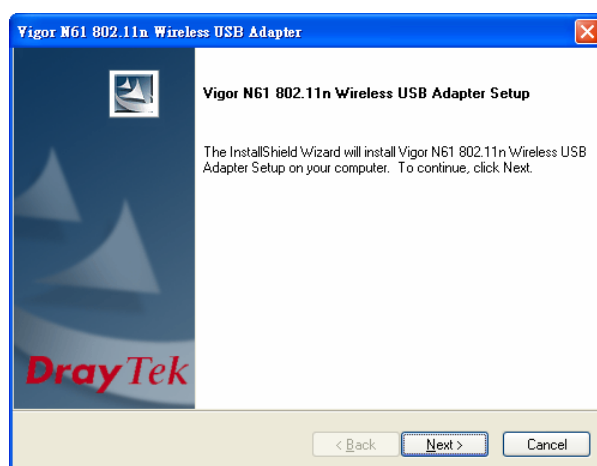 Vigor N61 802.11n Wireless USB Adapter
Vigor N61 802.11n Wireless USB Adapter Setup
The InstallShield Wizard will install Vigor N61 802.11n Wireless USB
Adapter Setup on your computer. To continue, click Next.
DrayTek
< Back
Next >
Cancel